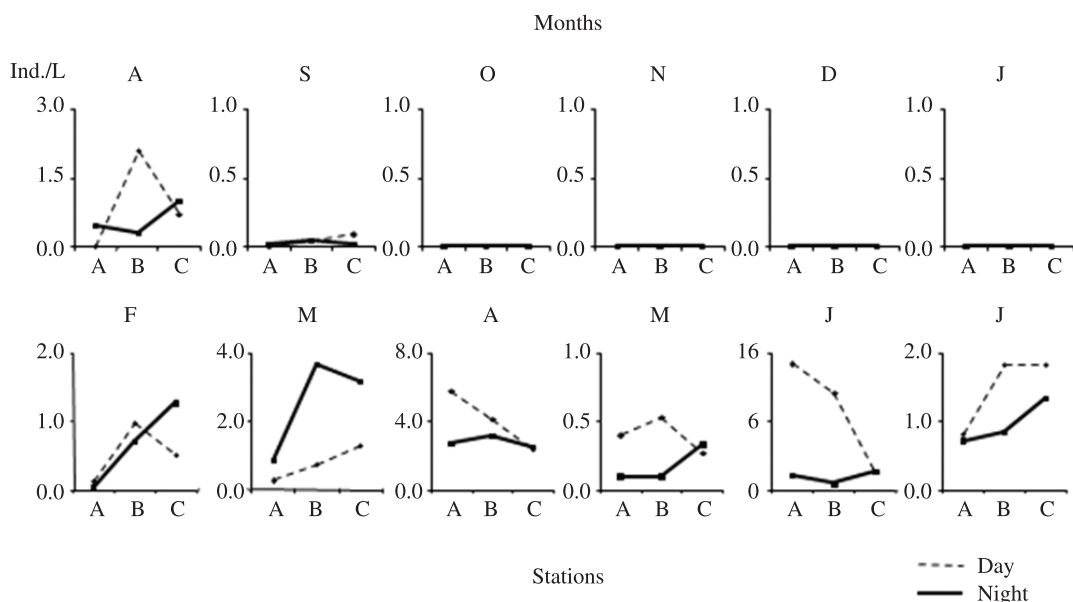 Months
Ind./L A S O N D J
3.0 1.0 1.0 1.0 1.0 1.0
1.5 0.5 0.5 0.5 0.5 0.5
0.0 0.0 0.0 0.0 0.0 0.0
A B C A B C A B C A B C A B C A B C
F M A M J J
2.0 4.0 8.0 1.0 16 2.0
1.0 2.0 4.0 0.5 6 1.0
0.0 0.0 0.0 0.0 0 0.0
A B C A B C A B C A B C A B C A B C
Stations
Day
Night